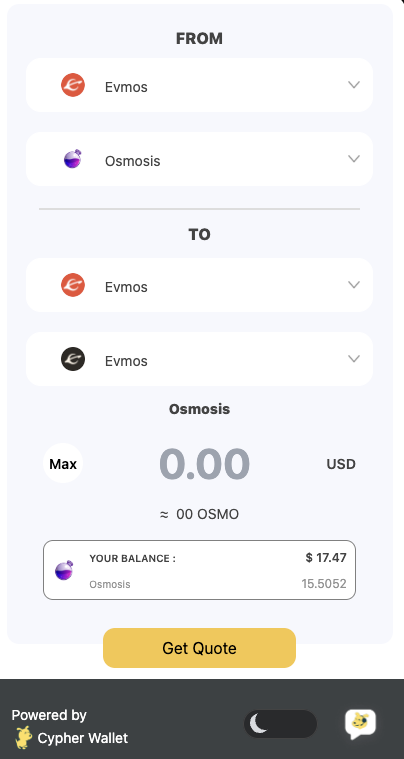 FROM
Evmos
Osmosis
TO
Evmos
Evmos
Osmosis
Max 0.00 USD
≈ 00 OSMO
YOUR BALANCE : $ 17.47
Osmosis 15.5052
Get Quote
Powered by
Cypher Wallet